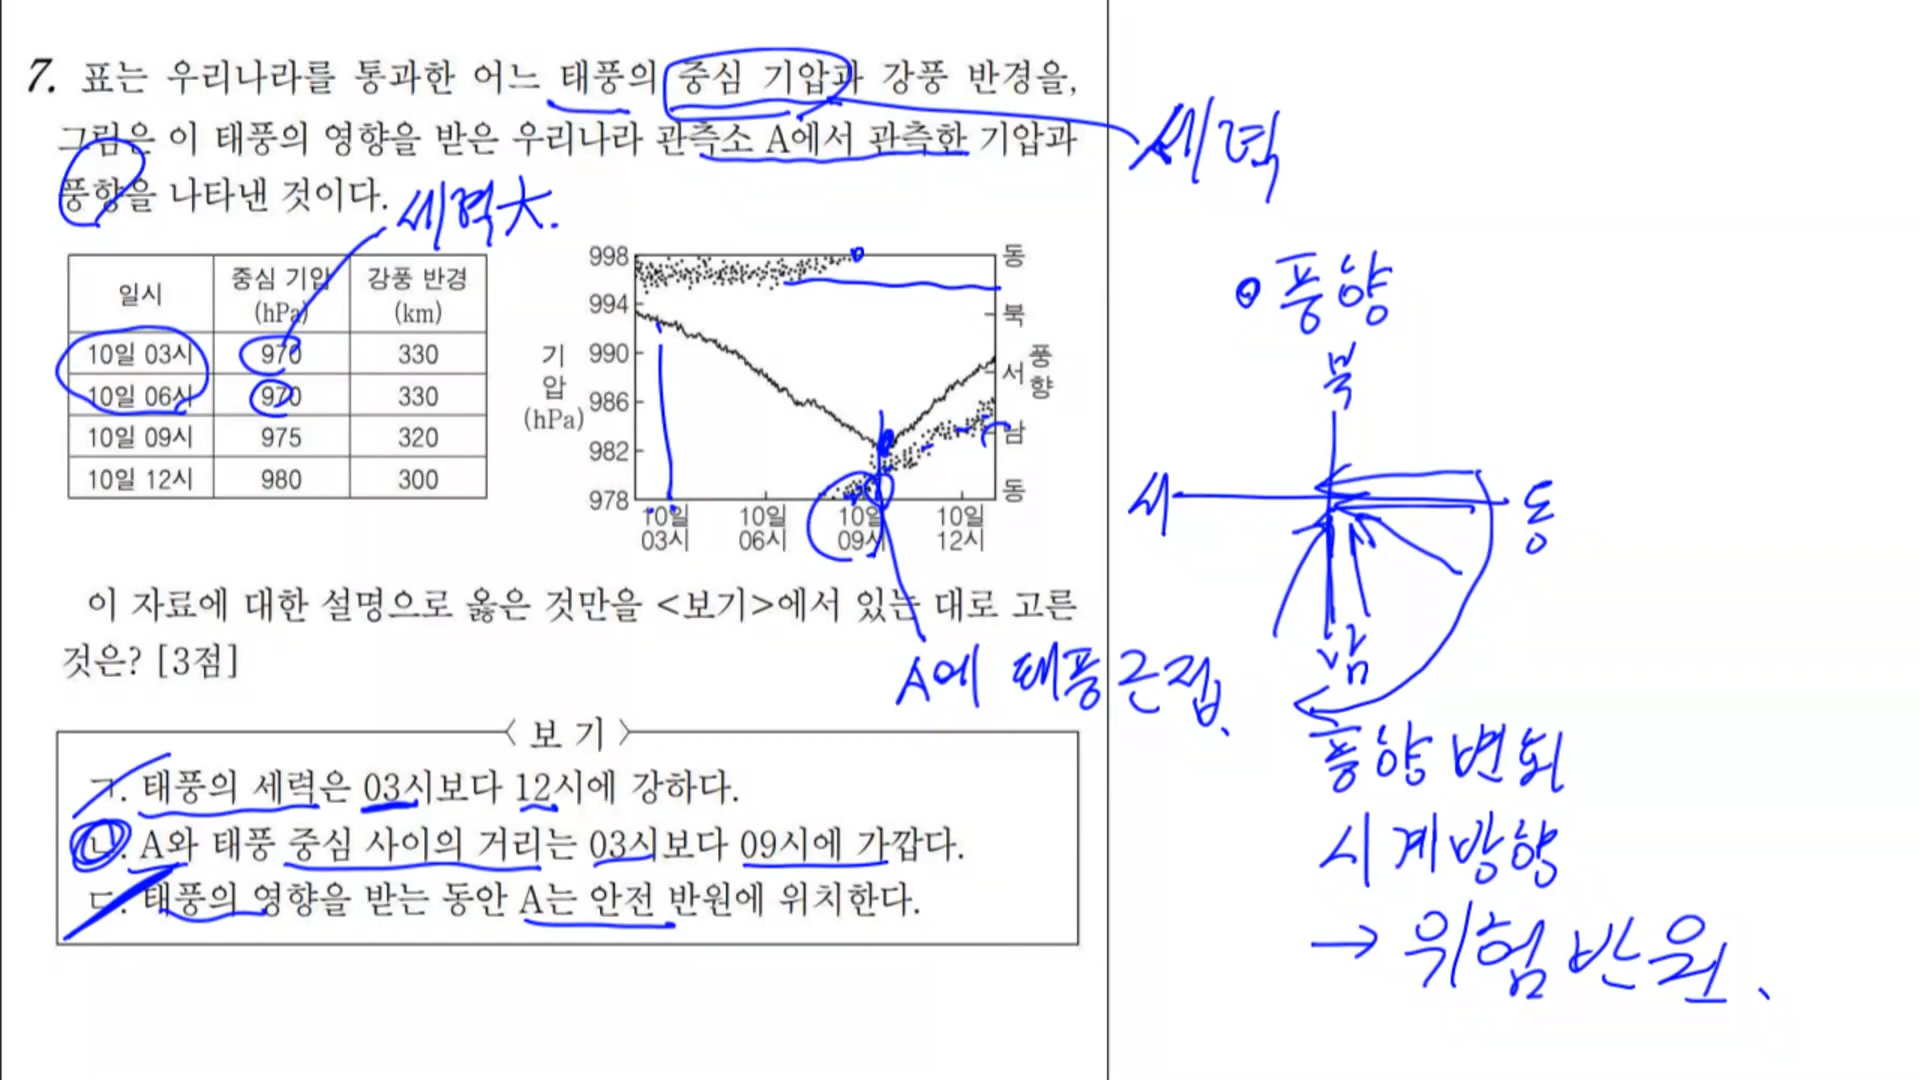 7. 표는 우리나라를 통과한 어느 태풍의 중심 기압과 강풍 반경을,
그림은 이 태풍의 영향을 받은 우리나라 관측소 A에서 관측한 기압과
풍향을 나타낸 것이다.
세력
세력大.
일시 중심 기압 (hPa) 강풍 반경 (km)
10일 03시 970 330
10일 06시 970 330
10일 09시 975 320
10일 12시 980 300
기압 (hPa)
998
994
990
986
982
978
동
북
서
남
동
풍향
10일 03시
10일 06시
10일 09시
10일 12시
풍향
북
서
동
남
이 자료에 대한 설명으로 옳은 것만을 <보기>에서 있는 대로 고른
것은? [3점]
A에 태풍 근접.
<보 기>
ㄱ. 태풍의 세력은 03시보다 12시에 강하다.
ㄴ. A와 태풍 중심 사이의 거리는 03시보다 09시에 가깝다.
ㄷ. 태풍의 영향을 받는 동안 A는 안전 반원에 위치한다.
풍향변화
시계방향
→ 위험반원.